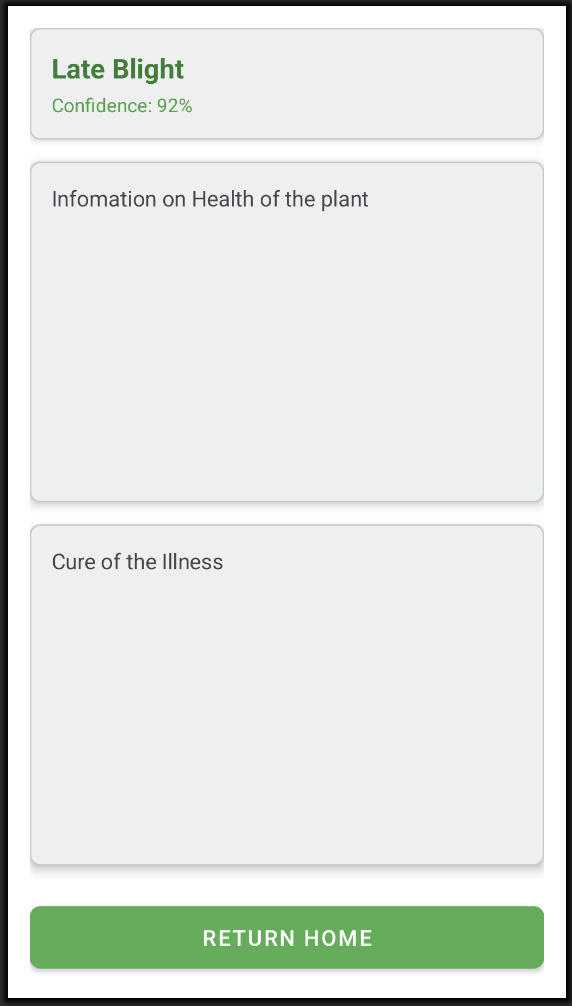 Late Blight
Confidence: 92%
Infomation on Health of the plant
Cure of the Illness
RETURN HOME